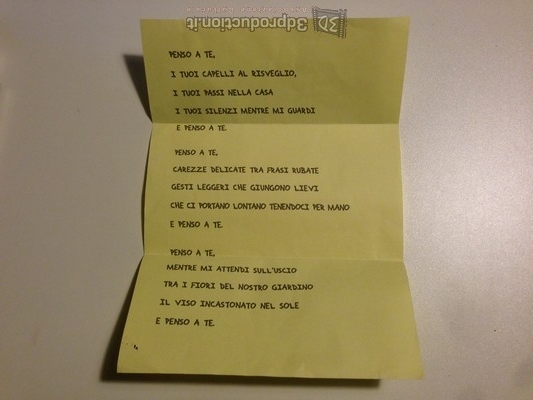 3dproduction.it
3D
PENSO A TE,
I TUOI CAPELLI AL RISVEGLIO,
I TUOI PASSI NELLA CASA
I TUOI SILENZI MENTRE MI GUARDI
E PENSO A TE.
PENSO A TE,
CAREZZE DELICATE TRA FRASI RUBATE
GESTI LEGGERI CHE GIUNGONO LIEVI
CHE CI PORTANO LONTANO TENENDOCI PER MANO
E PENSO A TE.
PENSO A TE,
MENTRE MI ATTENDI SULL'USCIO
TRA I FIORI DEL NOSTRO GIARDINO
IL VISO INCASTONATO NEL SOLE
E PENSO A TE.